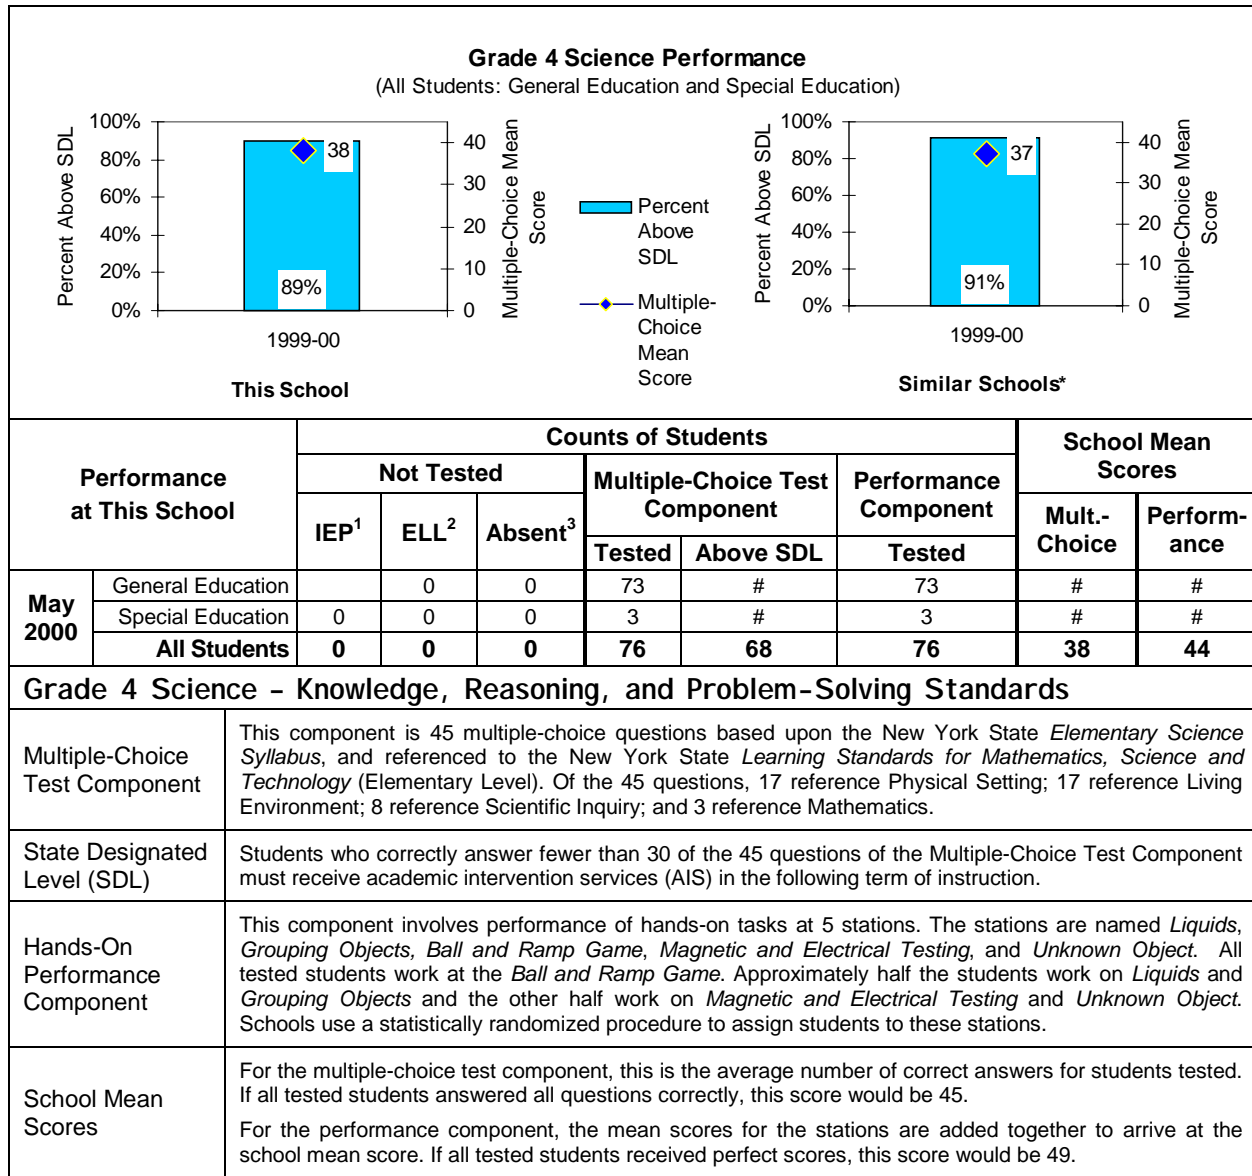 Grade 4 Science Performance
(All Students: General Education and Special Education)
Percent Above SDL
100%
80%
60%
40%
20%
0%
38
89%
40
30
20
10
0
Multiple-Choice Mean
Score
1999-00
This School
Percent
Above
SDL
Multiple-
Choice
Mean
Score
Percent Above SDL
100%
80%
60%
40%
20%
0%
37
91%
40
30
20
10
0
Multiple-Choice Mean
Score
1999-00
Similar Schools*
Performance
at This School
Counts of Students
School Mean
Scores
Not Tested
Multiple-Choice Test
Component
Performance
Component
IEP1
ELL2
Absent3
Mult.-
Choice
Perform-
ance
Tested Above SDL Tested
May
2000
General Education 0 0 73 # 73 # #
Special Education 0 0 0 3 # 3 # #
All Students 0 0 0 76 68 76 38 44
Grade 4 Science – Knowledge, Reasoning, and Problem-Solving Standards
Multiple-Choice
Test Component
This component is 45 multiple-choice questions based upon the New York State Elementary Science
Syllabus, and referenced to the New York State Learning Standards for Mathematics, Science and
Technology (Elementary Level). Of the 45 questions, 17 reference Physical Setting; 17 reference Living
Environment; 8 reference Scientific Inquiry; and 3 reference Mathematics.
State Designated
Level (SDL)
Students who correctly answer fewer than 30 of the 45 questions of the Multiple-Choice Test Component
must receive academic intervention services (AIS) in the following term of instruction.
Hands-On
Performance
Component
This component involves performance of hands-on tasks at 5 stations. The stations are named Liquids,
Grouping Objects, Ball and Ramp Game, Magnetic and Electrical Testing, and Unknown Object. All
tested students work at the Ball and Ramp Game. Approximately half the students work on Liquids and
Grouping Objects and the other half work on Magnetic and Electrical Testing and Unknown Object.
Schools use a statistically randomized procedure to assign students to these stations.
School Mean
Scores
For the multiple-choice test component, this is the average number of correct answers for students tested.
If all tested students answered all questions correctly, this score would be 45.
For the performance component, the mean scores for the stations are added together to arrive at the
school mean score. If all tested students received perfect scores, this score would be 49.